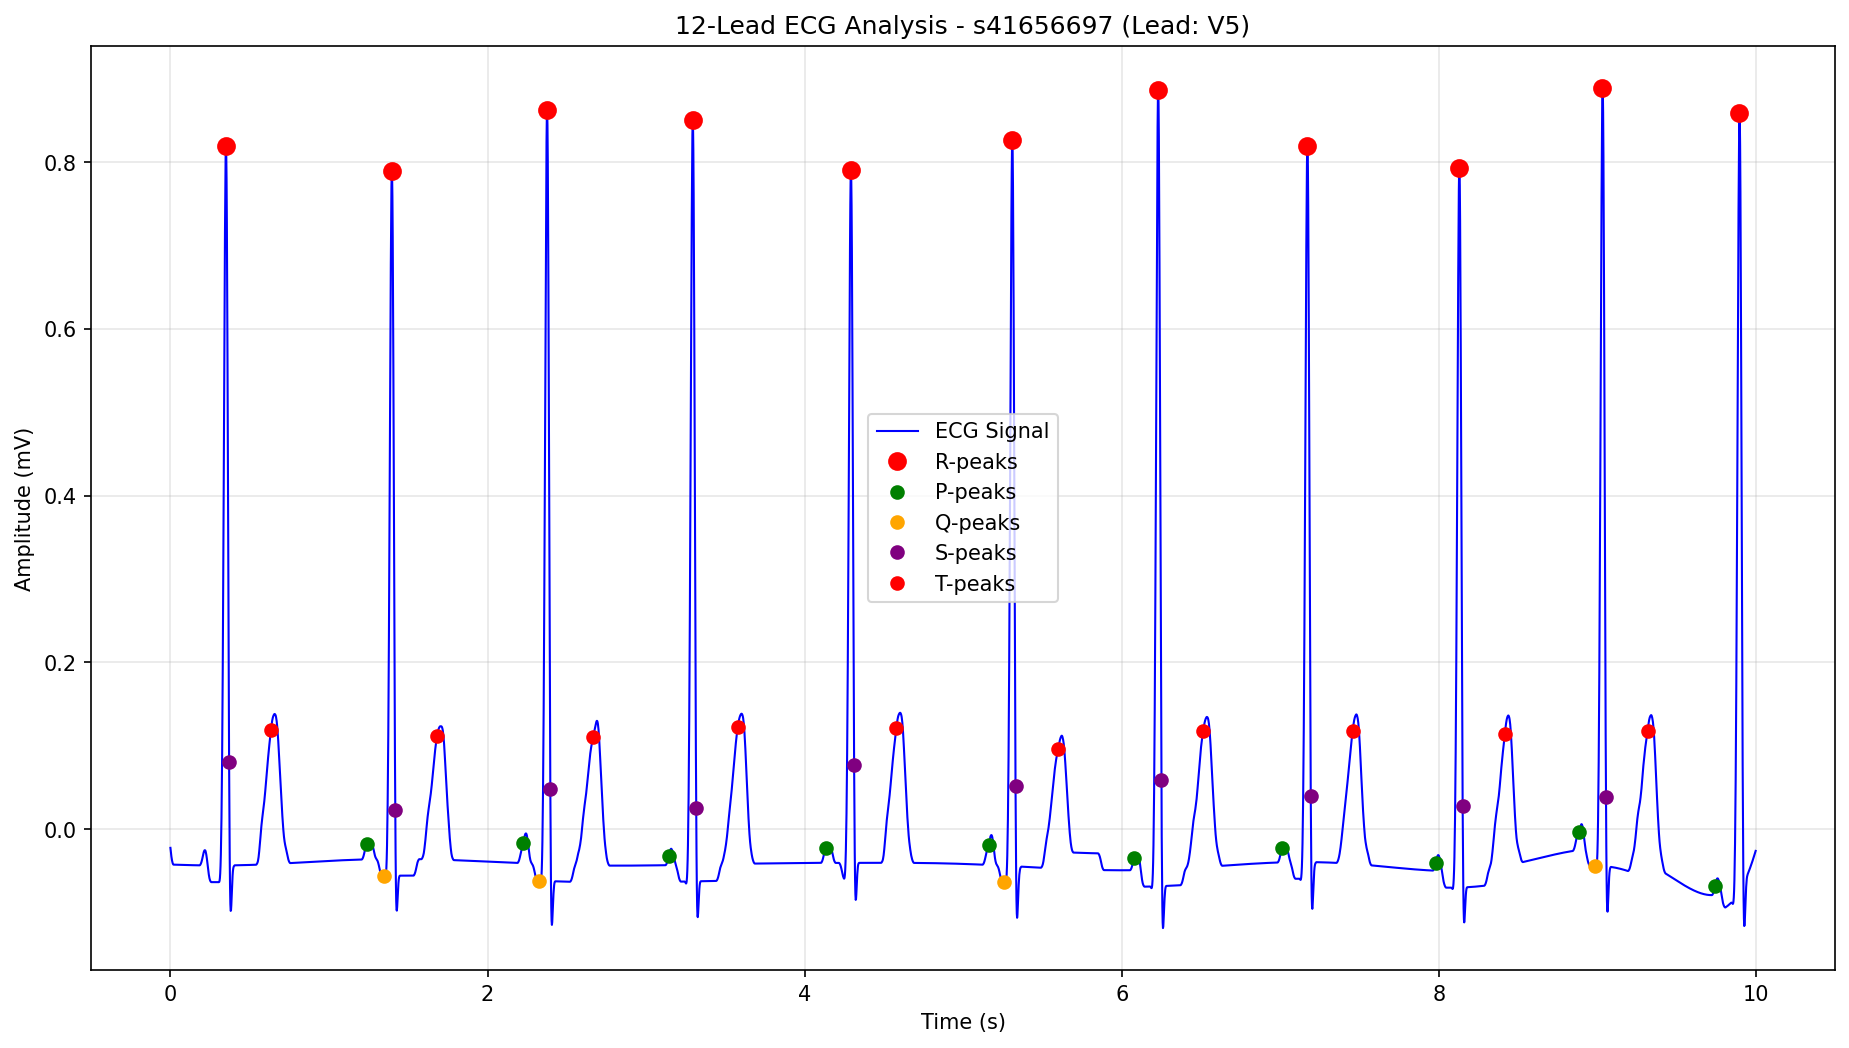 12-Lead ECG Analysis - s41656697 (Lead: V5)
Amplitude (mV)
0.8
0.6
0.4
0.2
0.0
ECG Signal
R-peaks
P-peaks
Q-peaks
S-peaks
T-peaks
0 2 4 6 8 10
Time (s)